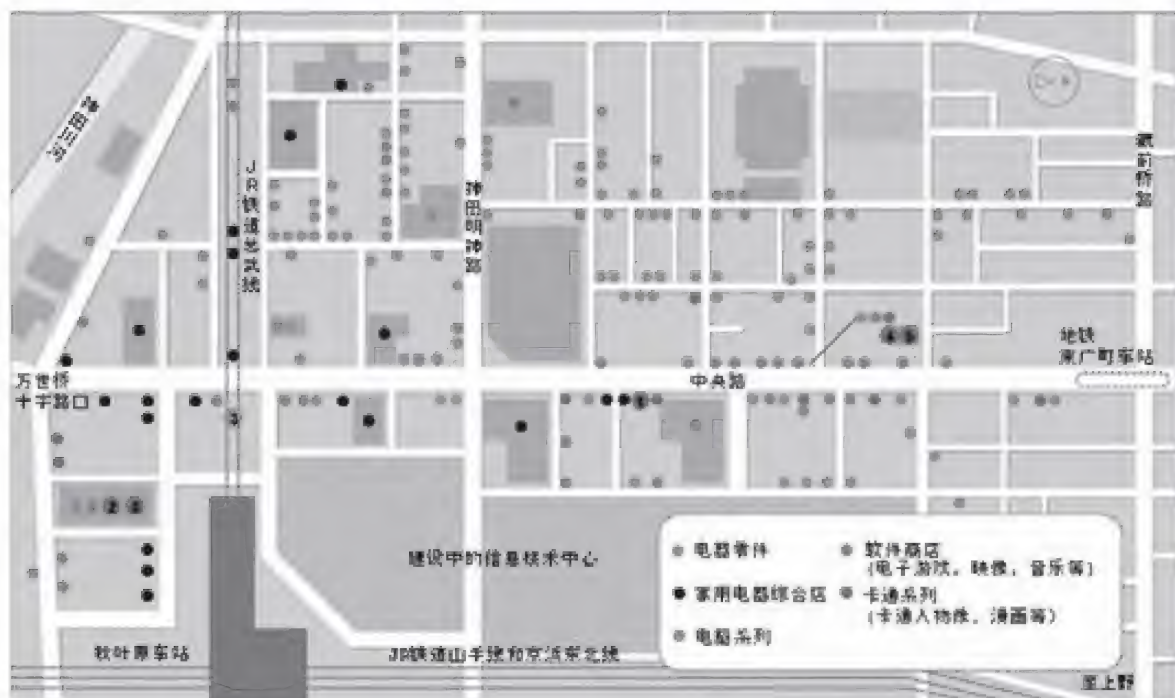 JR铁道总武线
神田明神路
藏前桥路
地铁
末广町车站
万世桥
十字路口
中央路
建设中的信息技术中心
电器零件
软件商店
(电子游戏，映像，音乐等)
家用电器综合店
卡通系列
(卡通人物像，漫画等)
电脑系列
秋叶原车站
JR铁道山手线和京浜东北线
至上野